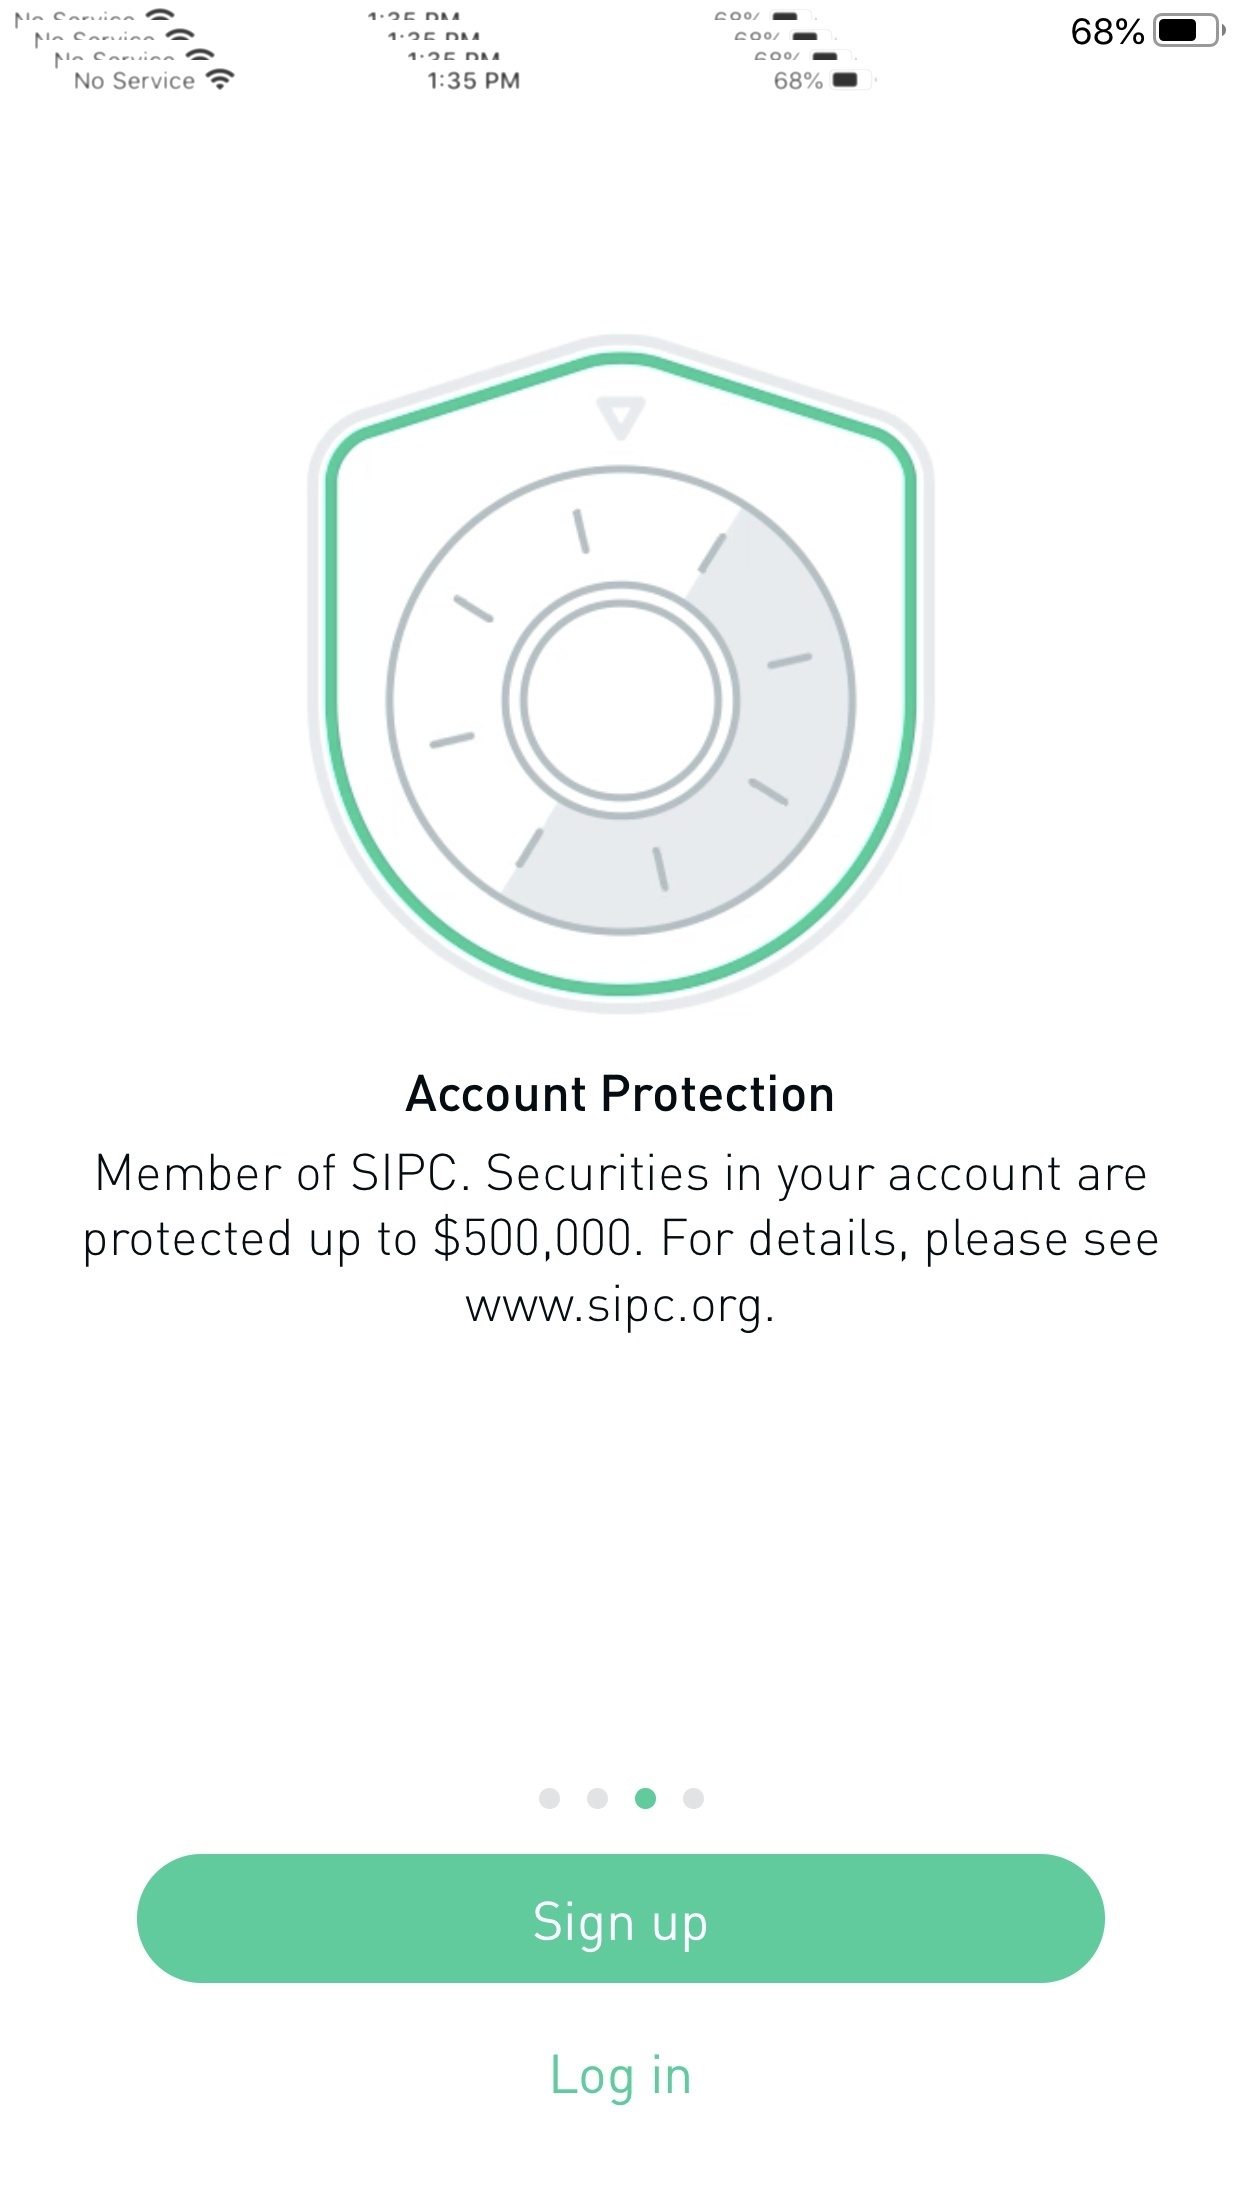 No Service 1:35 PM 68% 68%
No Service 1:35 PM 68%
No Service 1:35 PM 68%
No Service 1:35 PM 68%
Account Protection
Member of SIPC. Securities in your account are
protected up to $500,000. For details, please see
www.sipc.org.
Sign up
Log in